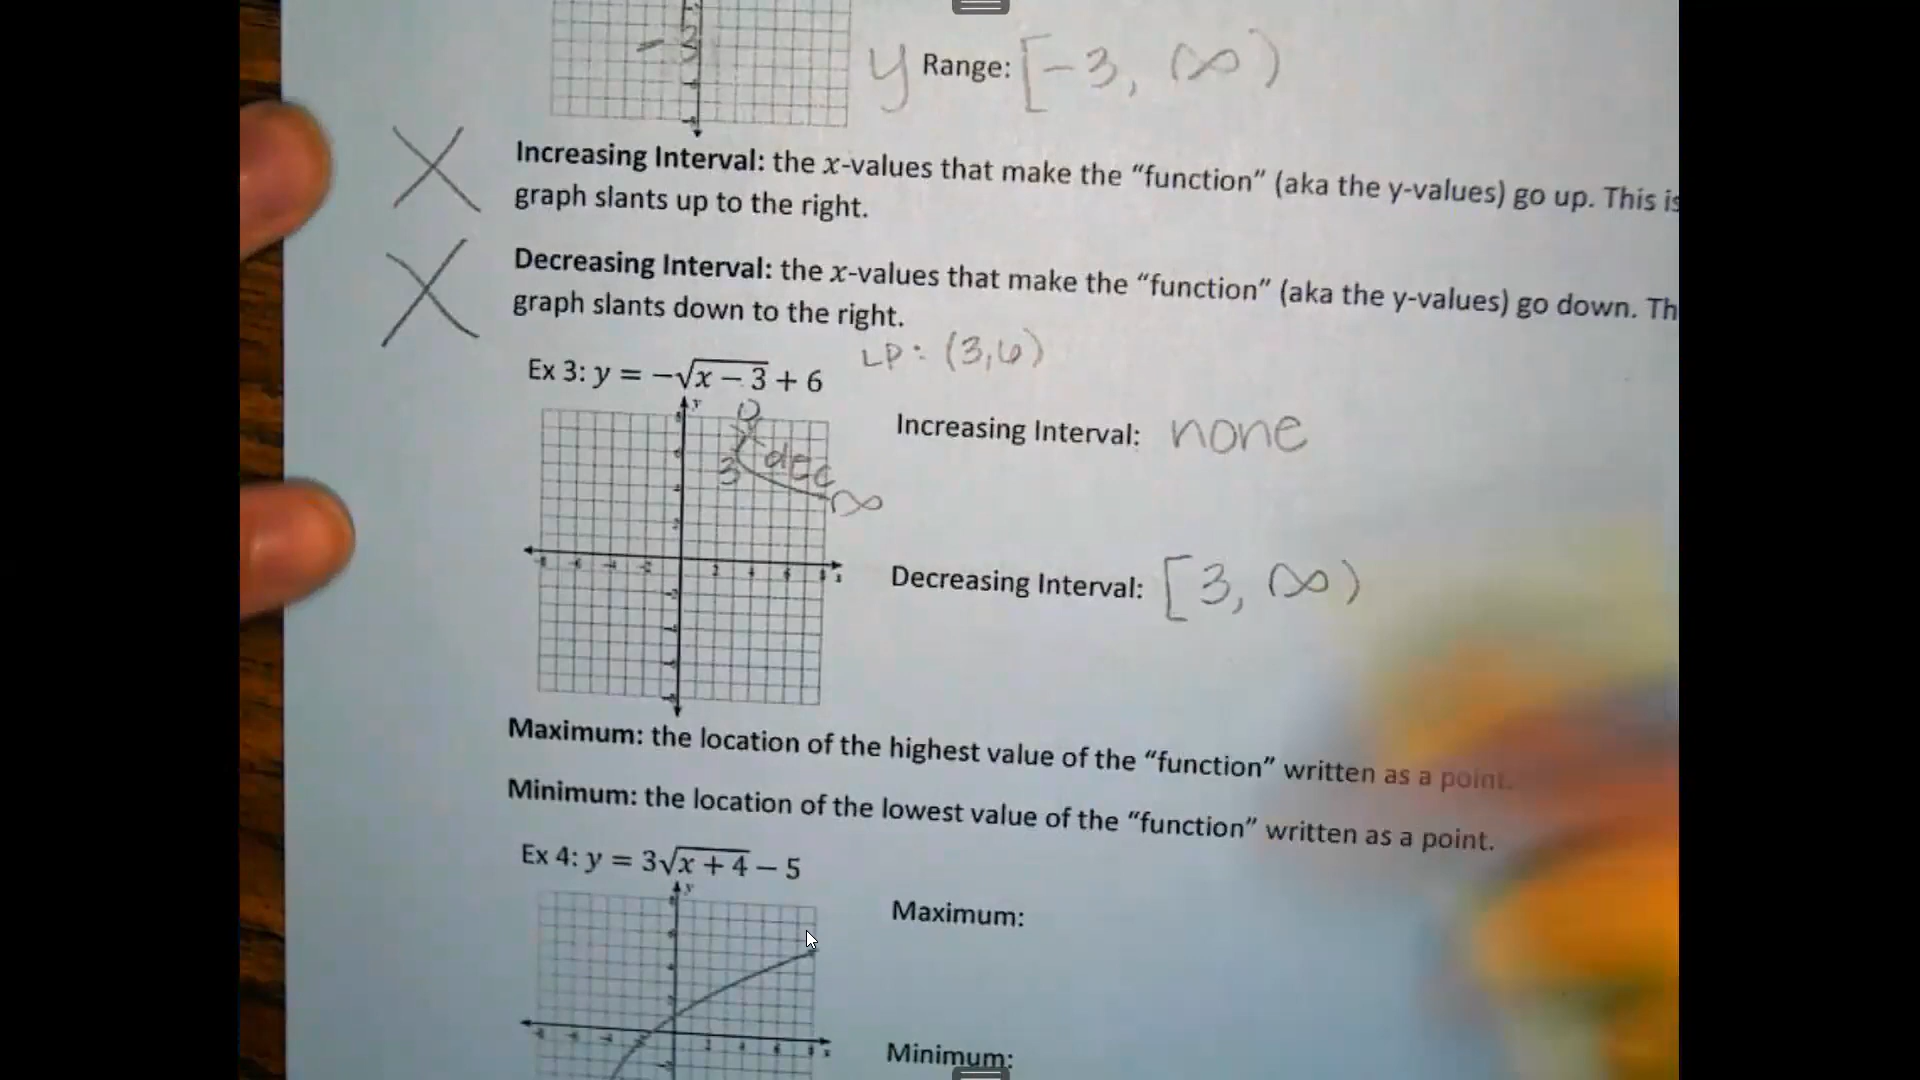 - 3
y Range: [-3, ∞)
Increasing Interval: the x-values that make the “function” (aka the y-values) go up. This is
graph slants up to the right.
Decreasing Interval: the x-values that make the “function” (aka the y-values) go down. Th
graph slants down to the right.
LP: (3,6)
Ex 3: y = −√x − 3 + 6
Increasing Interval: none
3 dec ∞
Decreasing Interval: [3, ∞)
Maximum: the location of the highest value of the “function” written as a point.
Minimum: the location of the lowest value of the “function” written as a point.
Ex 4: y = 3√x + 4 − 5
Maximum:
Minimum: